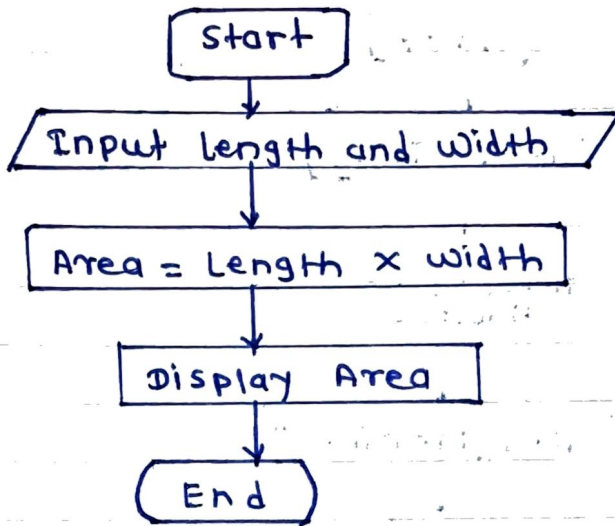 Start
Input Length and Width
Area = Length × Width
Display Area
End